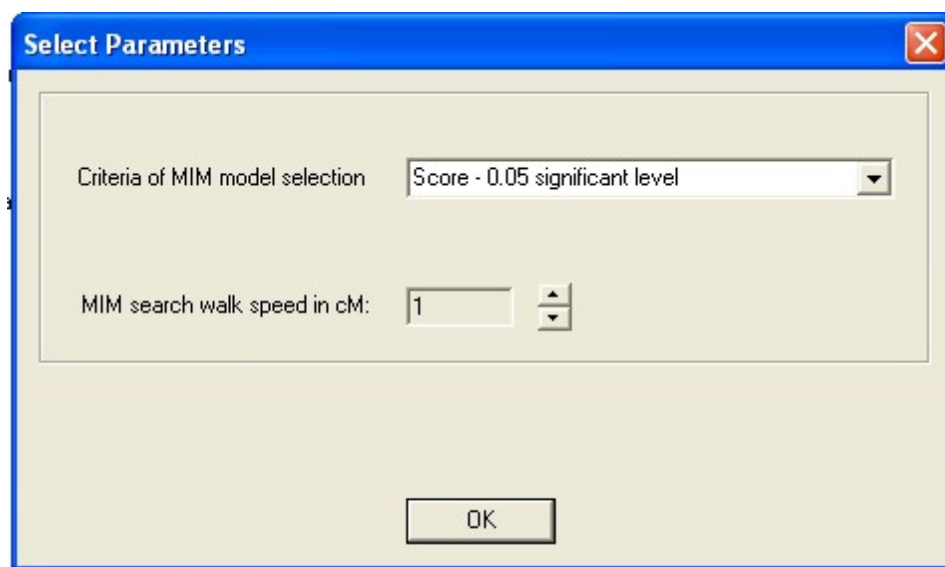 Select Parameters
Criteria of MIM model selection
Score - 0.05 significant level
MIM search walk speed in cM:
1
OK